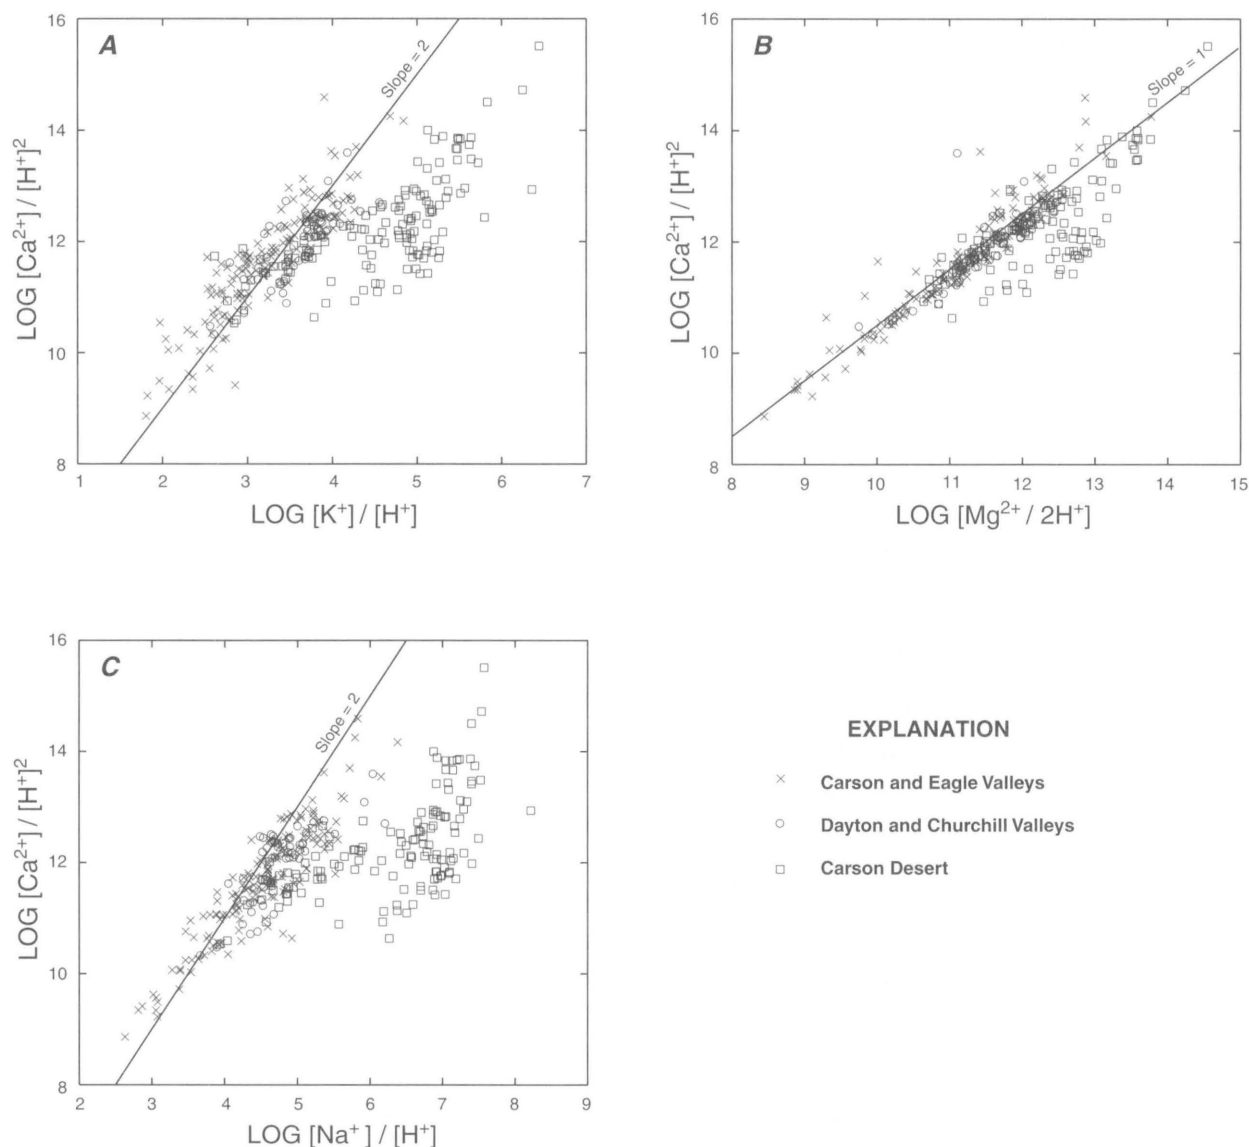 A
16
14
12
10
8
1 2 3 4 5 6 7
LOG [Ca²⁺] / [H⁺]²
LOG [K⁺] / [H⁺]
Slope = 2
B
16
14
12
10
8
8 9 10 11 12 13 14 15
LOG [Ca²⁺] / [H⁺]²
LOG [Mg²⁺ / 2H⁺]
Slope = 1
C
16
14
12
10
8
2 3 4 5 6 7 8 9
LOG [Ca²⁺] / [H⁺]²
LOG [Na⁺ ] / [H⁺]
Slope = 2
EXPLANATION
Carson and Eagle Valleys
Dayton and Churchill Valleys
Carson Desert